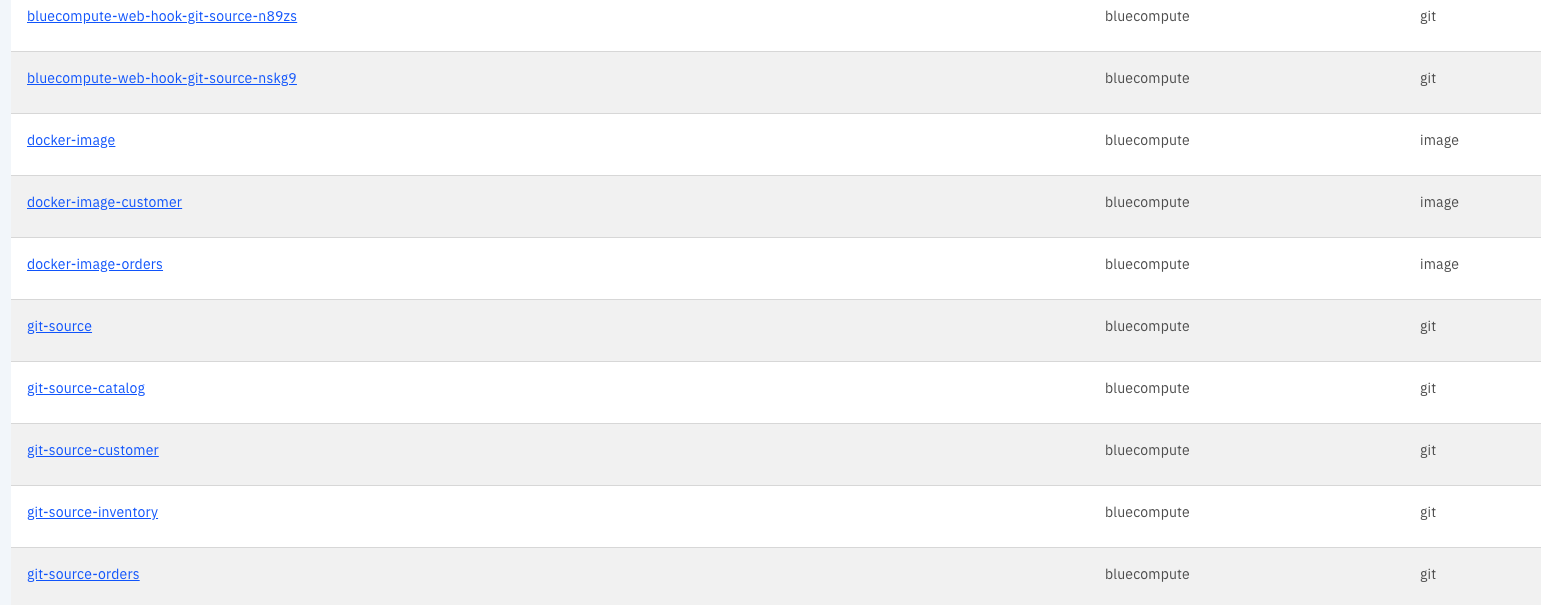 bluecompute-web-hook-git-source-n89zs bluecompute git
bluecompute-web-hook-git-source-nskg9 bluecompute git
docker-image bluecompute image
docker-image-customer bluecompute image
docker-image-orders bluecompute image
git-source bluecompute git
git-source-catalog bluecompute git
git-source-customer bluecompute git
git-source-inventory bluecompute git
git-source-orders bluecompute git